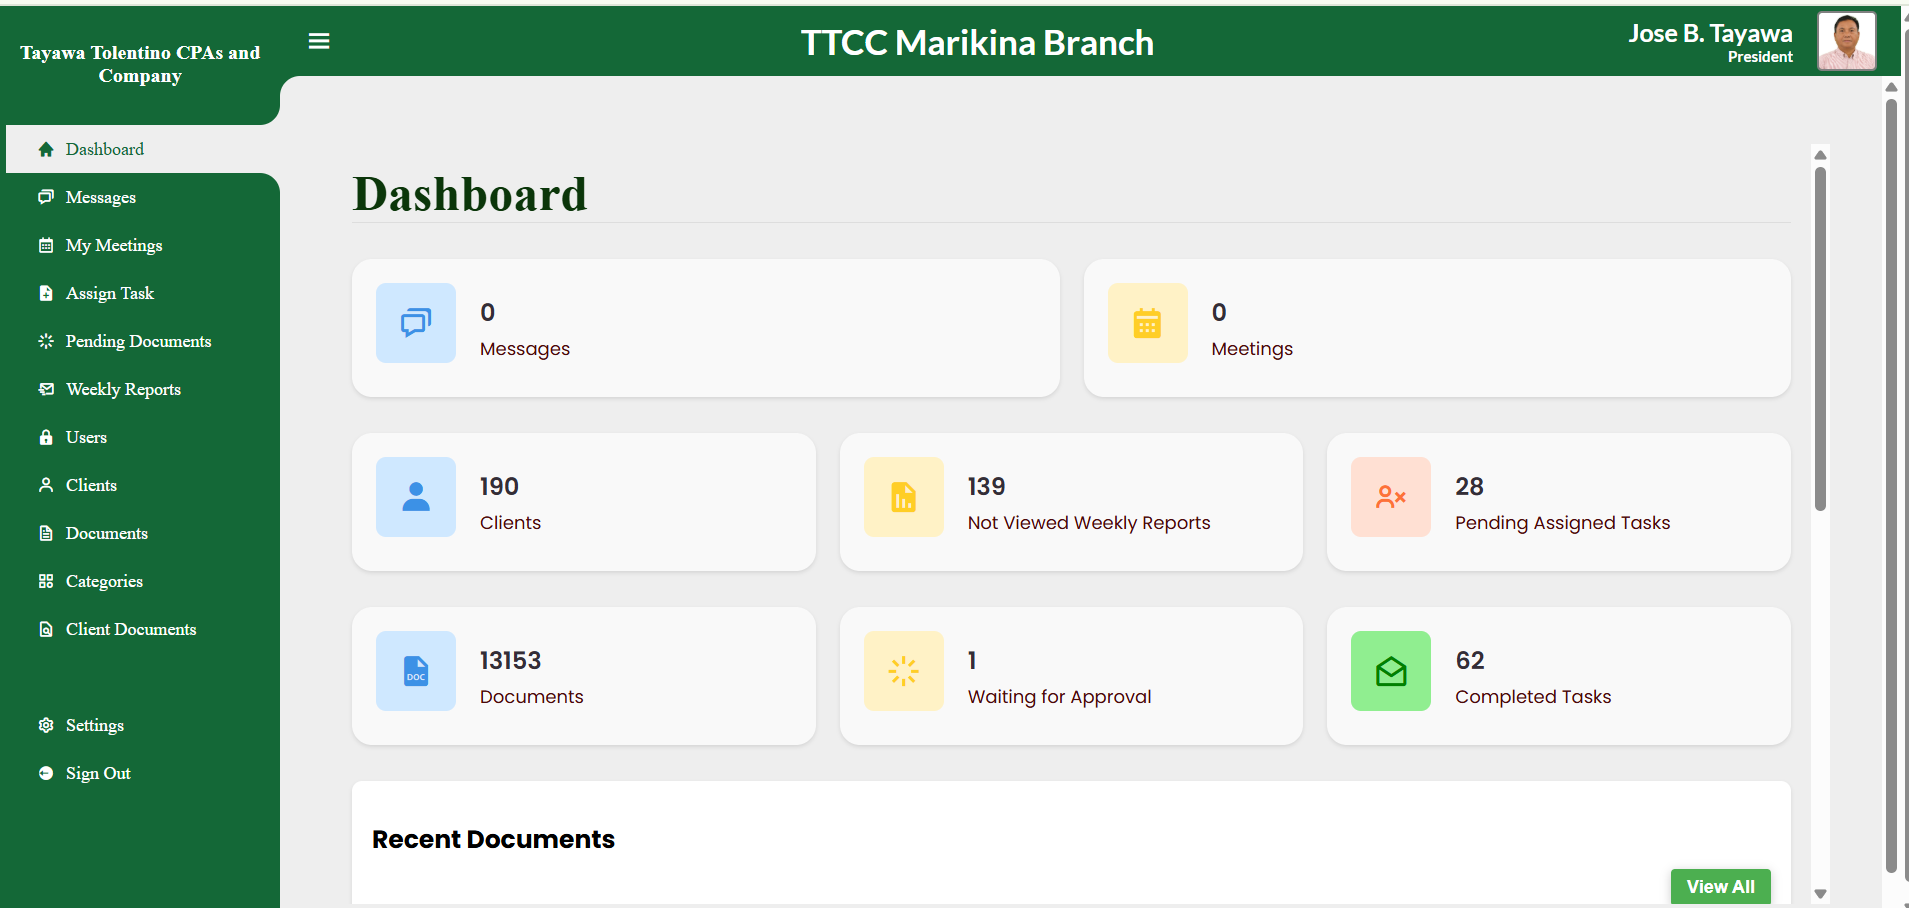 Tayawa Tolentino CPAs and
Company
TTCC Marikina Branch
Jose B. Tayawa
President
Dashboard
Messages
My Meetings
Assign Task
Pending Documents
Weekly Reports
Users
Clients
Documents
Categories
Client Documents
Settings
Sign Out
Dashboard
0
Messages
0
Meetings
190
Clients
139
Not Viewed Weekly Reports
28
Pending Assigned Tasks
DOC
13153
Documents
1
Waiting for Approval
62
Completed Tasks
Recent Documents
View All